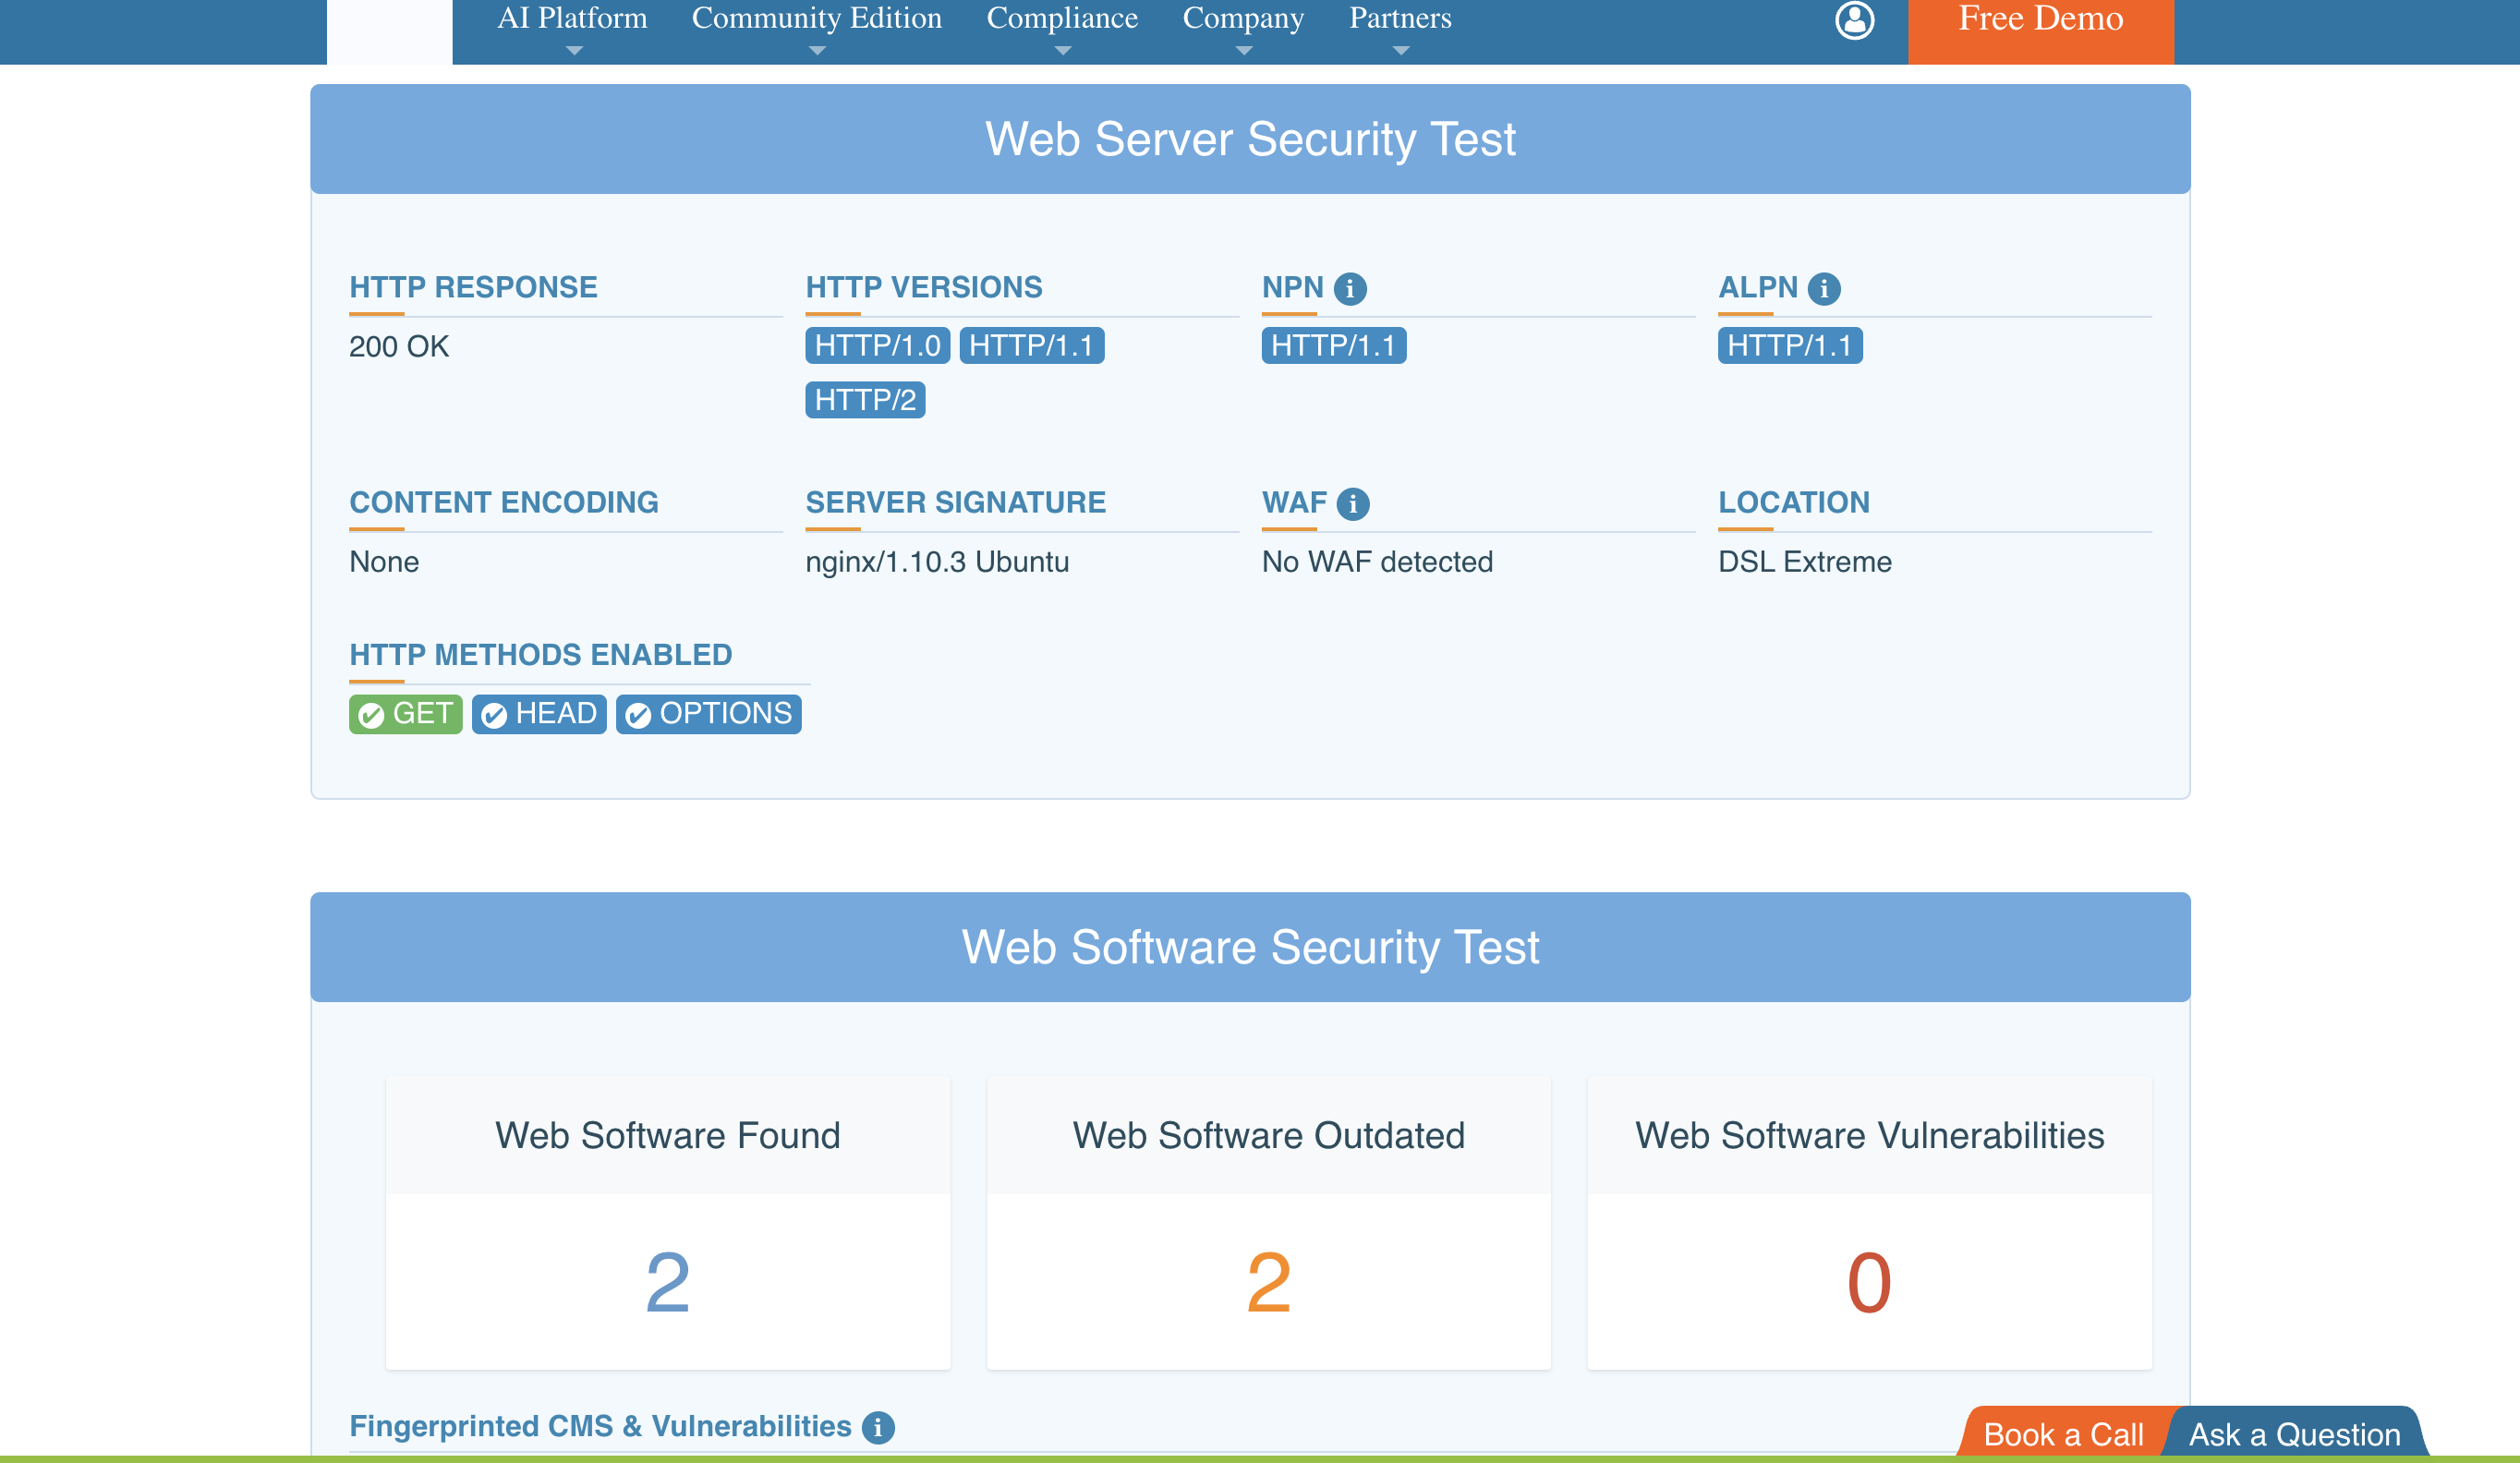 AI Platform Community Edition Compliance Company Partners Free Demo
Web Server Security Test
HTTP RESPONSE HTTP VERSIONS NPN i ALPN i
200 OK HTTP/1.0 HTTP/1.1 HTTP/1.1 HTTP/1.1
HTTP/2
CONTENT ENCODING SERVER SIGNATURE WAF i LOCATION
None nginx/1.10.3 Ubuntu No WAF detected DSL Extreme
HTTP METHODS ENABLED
GET HEAD OPTIONS
Web Software Security Test
Web Software Found Web Software Outdated Web Software Vulnerabilities
2 2 0
Fingerprinted CMS & Vulnerabilities i
Book a Call Ask a Question